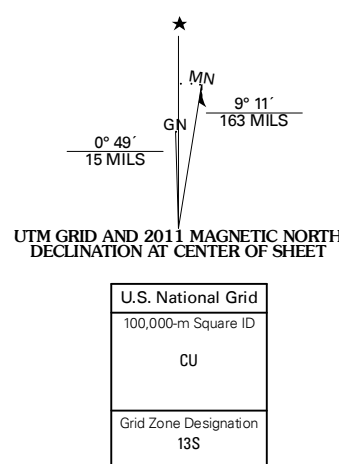 MN
GN
9° 11´
163 MILS
0° 49´
15 MILS
UTM GRID AND 2011 MAGNETIC NORTH
DECLINATION AT CENTER OF SHEET
U.S. National Grid
100,000-m Square ID
CU
Grid Zone Designation
13S